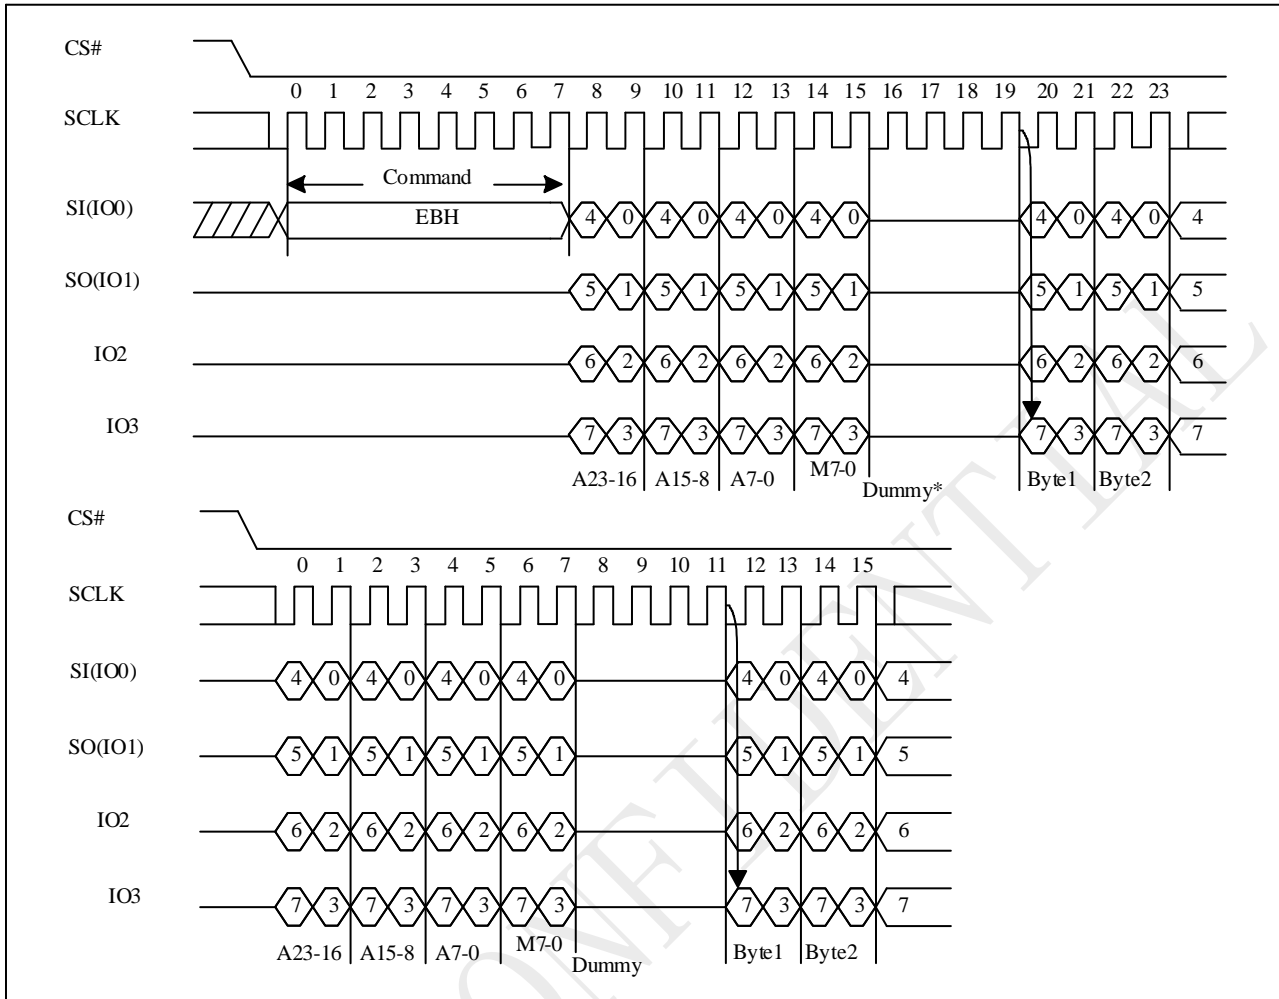 CS#
0 1 2 3 4 5 6 7 8 9 10 11 12 13 14 15 16 17 18 19 20 21 22 23
SCLK
Command
SI(IO0) EBH 4 0 4 0 4 0 4 0 4 0 4 0 4
SO(IO1) 5 1 5 1 5 1 5 1 5 1 5 1 5
IO2 6 2 6 2 6 2 6 2 6 2 6 2 6
IO3 7 3 7 3 7 3 7 3 7 3 7 3 7
A23-16 A15-8 A7-0 M7-0 Dummy* Byte1 Byte2
CS#
0 1 2 3 4 5 6 7 8 9 10 11 12 13 14 15
SCLK
SI(IO0) 4 0 4 0 4 0 4 0 4 0 4 0 4
SO(IO1) 5 1 5 1 5 1 5 1 5 1 5 1 5
IO2 6 2 6 2 6 2 6 2 6 2 6 2 6
IO3 7 3 7 3 7 3 7 3 7 3 7 3 7
A23-16 A15-8 A7-0 M7-0 Dummy Byte1 Byte2
ONFIDENTIAL